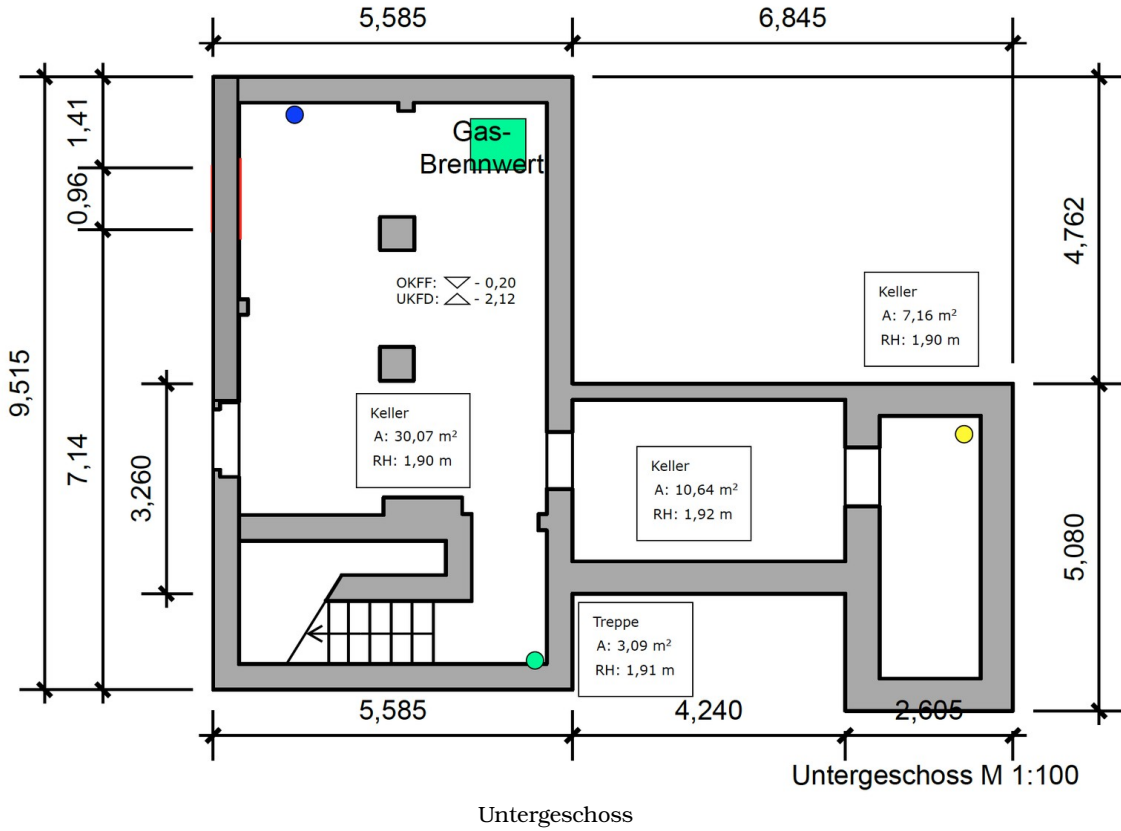 5,585
6,845
1,41
0,96
9,515
7,14
3,260
4,762
5,080
Gas-
Brennwert
OKFF: - 0,20
UKFD: - 2,12
Keller
A: 7,16 m²
RH: 1,90 m
Keller
A: 30,07 m²
RH: 1,90 m
Keller
A: 10,64 m²
RH: 1,92 m
Treppe
A: 3,09 m²
RH: 1,91 m
5,585
4,240
2,605
Untergeschoss M 1:100
Untergeschoss